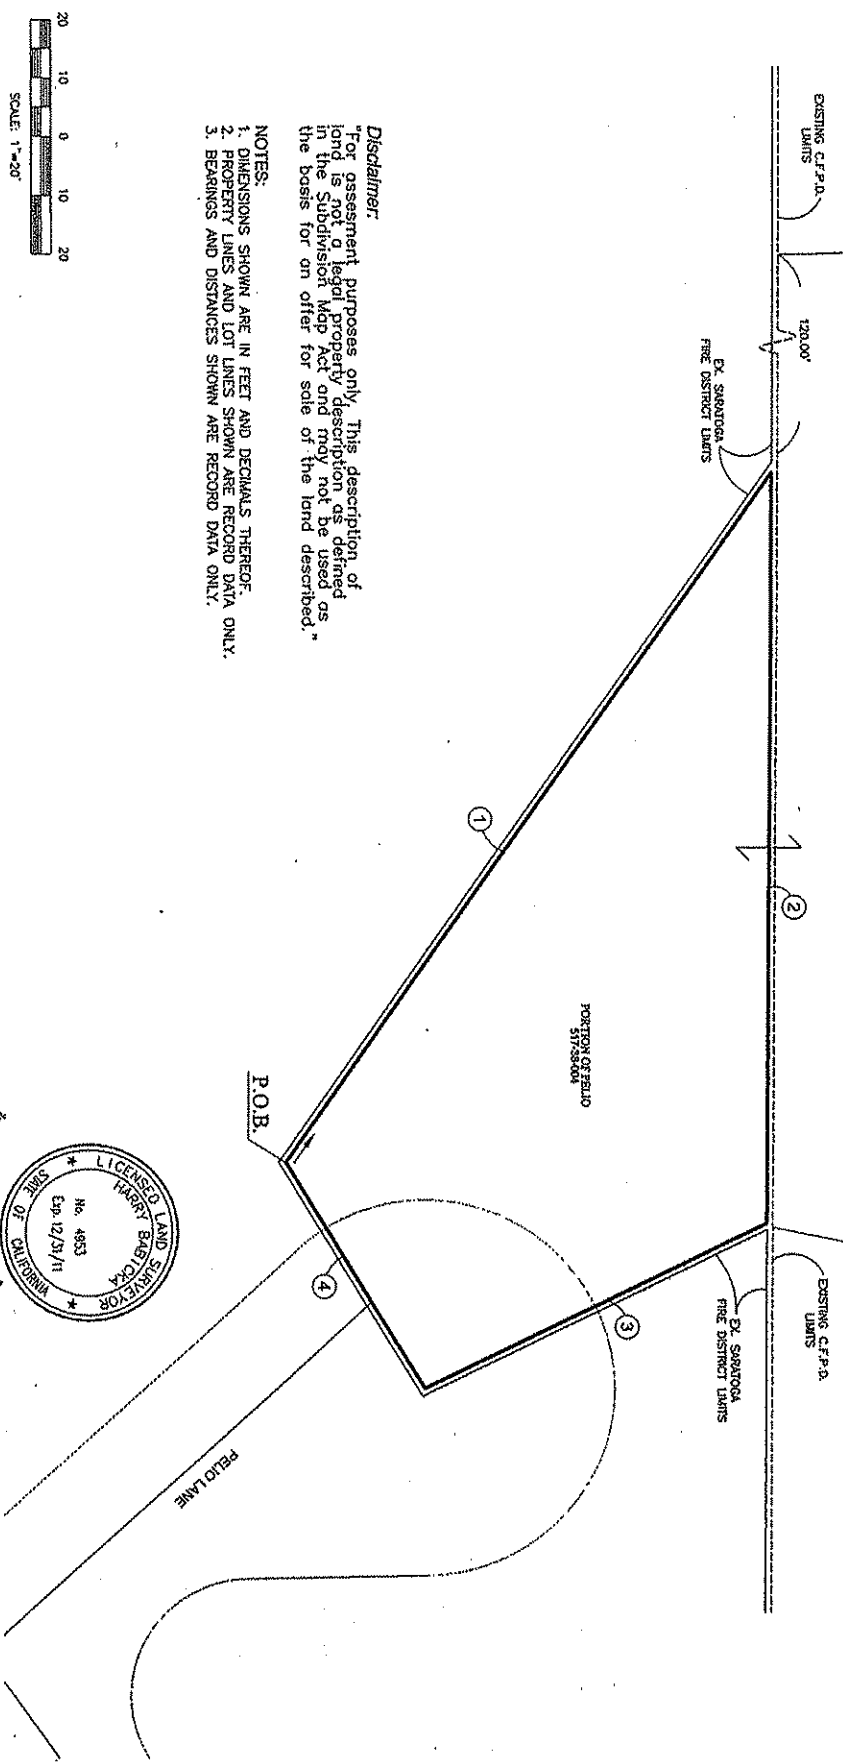 EXISTING C.F.P.D.
LIMITS
120.00'
EX. SARATOGA
FIRE DISTRICT LIMITS
2
EXISTING C.F.P.D.
LIMITS
EX. SARATOGA
FIRE DISTRICT LIMITS
1
PORTION OF PELIO
517-38-004
3
4
P.O.B.
PELIO LANE
Disclaimer:
"For assesment purposes only. This description of
land is not a legal property description as defined
in the Subdivision Map Act and may not be used as
the basis for an offer for sale of the land described."
NOTES:
1. DIMENSIONS SHOWN ARE IN FEET AND DECIMALS THEREOF.
2. PROPERTY LINES AND LOT LINES SHOWN ARE RECORD DATA ONLY.
3. BEARINGS AND DISTANCES SHOWN ARE RECORD DATA ONLY.
20 10 0 10 20
SCALE: 1"=20'
LICENSED LAND SURVEYOR
HARRY BABICKA
No. 4953
Exp. 12/31/11
STATE OF CALIFORNIA